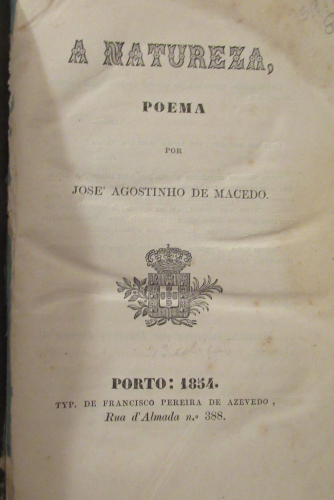 A NATUREZA,
POEMA
POR
JOSE' AGOSTINHO DE MACEDO.
PORTO: 1854.
TYP. DE FRANCISCO PEREIRA DE AZEVEDO,
Rua d'Almada n.o 388.